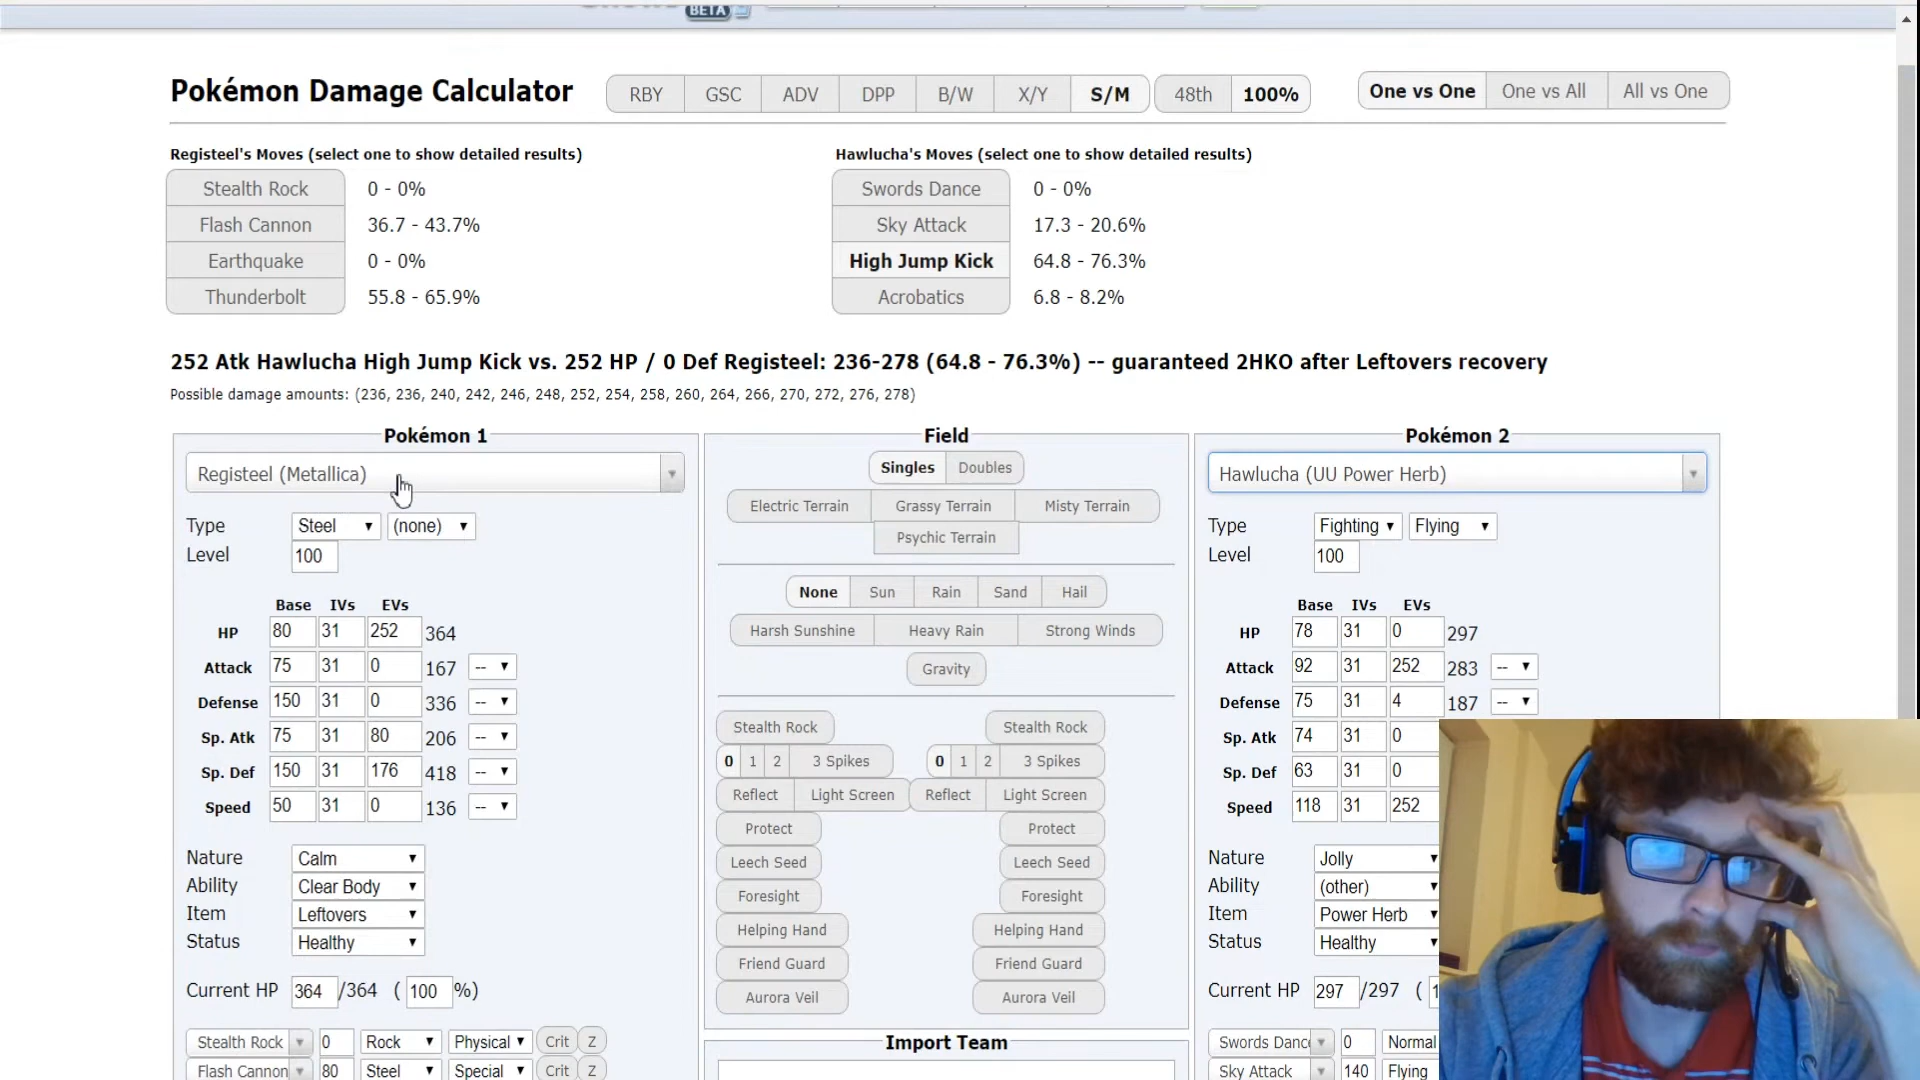 BETA
Pokémon Damage Calculator RBY GSC ADV DPP B/W X/Y S/M 48th 100% One vs One One vs All All vs One
Registeel's Moves (select one to show detailed results)
Stealth Rock 0 - 0%
Flash Cannon 36.7 - 43.7%
Earthquake 0 - 0%
Thunderbolt 55.8 - 65.9%
Hawlucha's Moves (select one to show detailed results)
Swords Dance 0 - 0%
Sky Attack 17.3 - 20.6%
High Jump Kick 64.8 - 76.3%
Acrobatics 6.8 - 8.2%
252 Atk Hawlucha High Jump Kick vs. 252 HP / 0 Def Registeel: 236-278 (64.8 - 76.3%) -- guaranteed 2HKO after Leftovers recovery
Possible damage amounts: (236, 236, 240, 242, 246, 248, 252, 254, 258, 260, 264, 266, 270, 272, 276, 278)
Pokémon 1
Registeel (Metallica)
Type Steel (none)
Level 100
Base IVs EVs
HP 80 31 252 364
Attack 75 31 0 167 --
Defense 150 31 0 336 --
Sp. Atk 75 31 80 206 --
Sp. Def 150 31 176 418 --
Speed 50 31 0 136 --
Nature Calm
Ability Clear Body
Item Leftovers
Status Healthy
Current HP 364 /364 ( 100 %)
Stealth Rock 0 Rock Physical Crit Z
Flash Cannon 80 Steel Special Crit Z
Field
Singles Doubles
Electric Terrain Grassy Terrain Misty Terrain
Psychic Terrain
None Sun Rain Sand Hail
Harsh Sunshine Heavy Rain Strong Winds
Gravity
Stealth Rock Stealth Rock
0 1 2 3 Spikes 0 1 2 3 Spikes
Reflect Light Screen Reflect Light Screen
Protect Protect
Leech Seed Leech Seed
Foresight Foresight
Helping Hand Helping Hand
Friend Guard Friend Guard
Aurora Veil Aurora Veil
Import Team
Pokémon 2
Hawlucha (UU Power Herb)
Type Fighting Flying
Level 100
Base IVs EVs
HP 78 31 0 297
Attack 92 31 252 283 --
Defense 75 31 4 187 --
Sp. Atk 74 31 0
Sp. Def 63 31 0
Speed 118 31 252
Nature Jolly
Ability (other)
Item Power Herb
Status Healthy
Current HP 297 /297 (
Swords Danc 0 Normal
Sky Attack 140 Flying